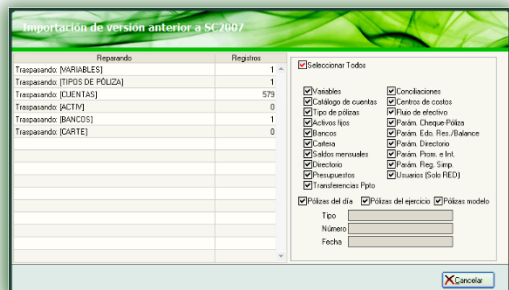 Importación de versión anterior a SC2007
Reparando Registros
Traspasando: [VARIABLES] 1
Traspasando: [TIPOS DE PÓLIZA] 1
Traspasando: [CUENTAS] 579
Traspasando: [ACTIV] 0
Traspasando: [BANCOS] 1
Traspasando: [CARTE] 0
Seleccionar Todos
Variables
Catálogo de cuentas
Tipo de pólizas
Activos fijos
Bancos
Cartera
Saldos mensuales
Directorio
Presupuestos
Transferencias Ppto
Conciliaciones
Centros de costos
Flujo de efectivo
Parám. Cheque-Póliza
Parám. Edo. Res./Balance
Parám. Directorio
Parám. Prom. e Int.
Parám. Reg. Simp.
Usuarios (Solo RED)
Pólizas del día Pólizas del ejercicio Pólizas modelo
Tipo
Número
Fecha
Cancelar